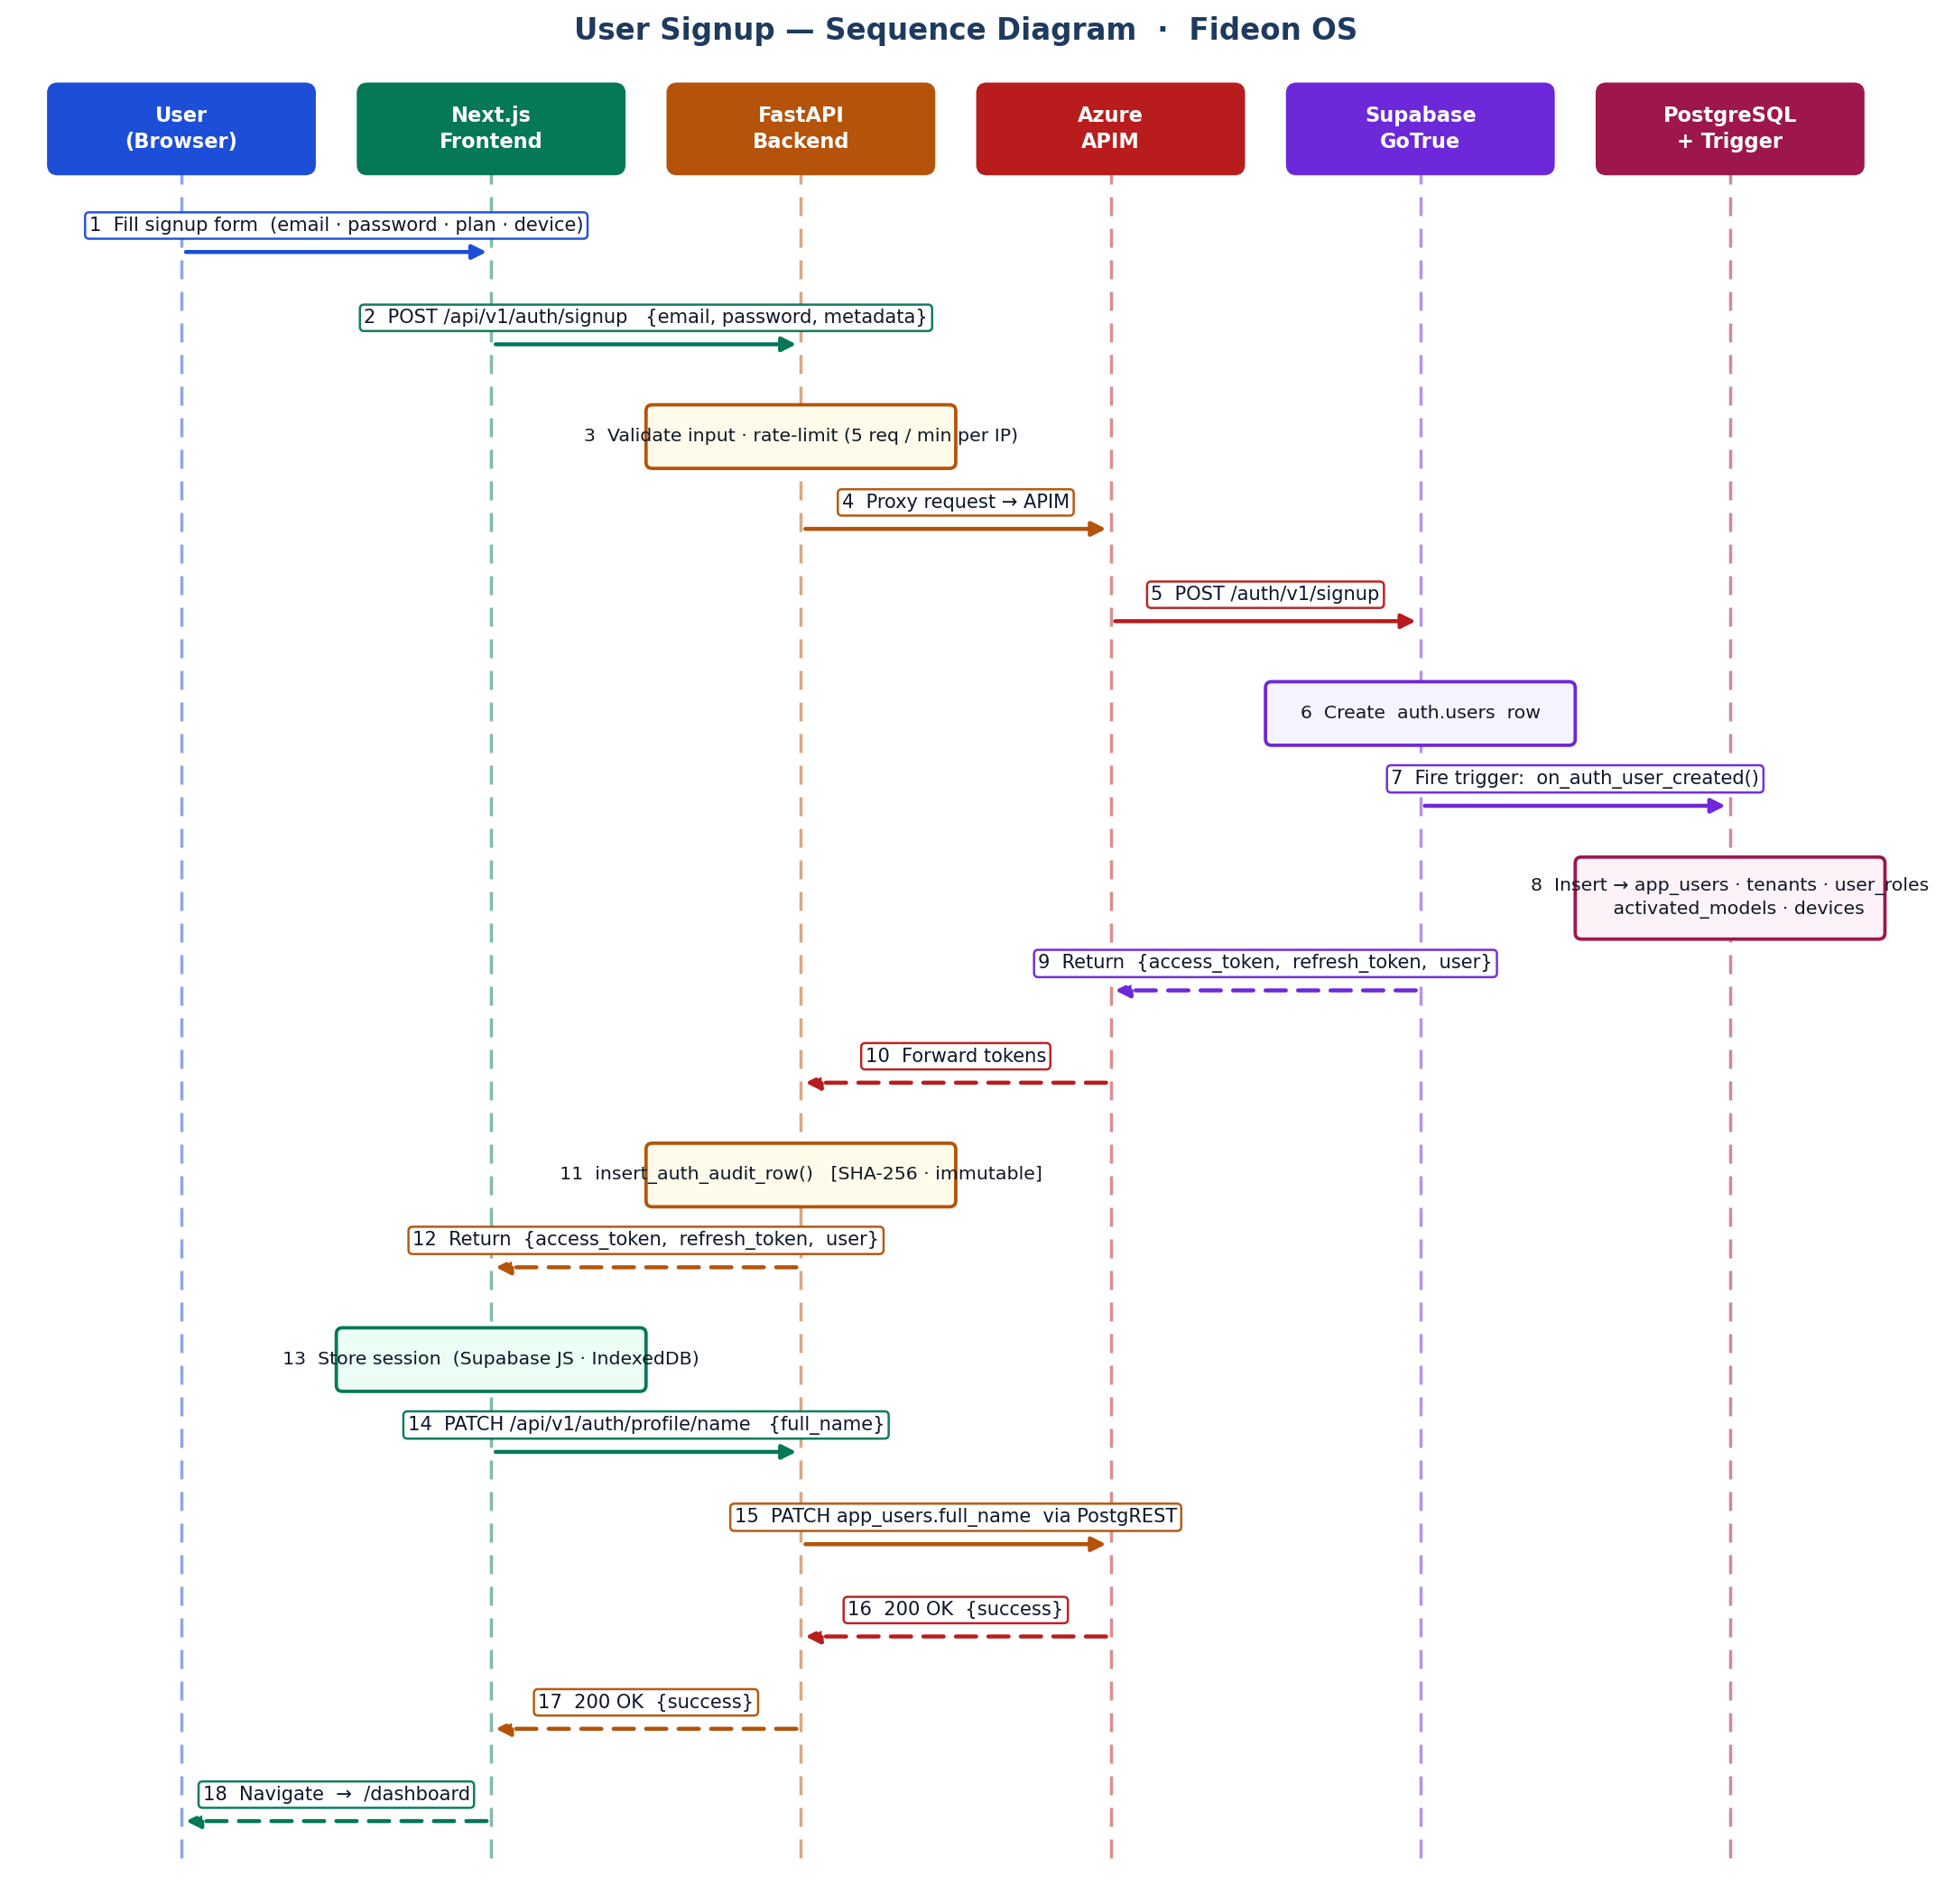 User Signup — Sequence Diagram · Fideon OS
User
(Browser)
Next.js
Frontend
FastAPI
Backend
Azure
APIM
Supabase
GoTrue
PostgreSQL
+ Trigger
1 Fill signup form (email · password · plan · device)
2 POST /api/v1/auth/signup {email, password, metadata}
3 Validate input · rate-limit (5 req / min per IP)
4 Proxy request → APIM
5 POST /auth/v1/signup
6 Create auth.users row
7 Fire trigger: on_auth_user_created()
8 Insert → app_users · tenants · user_roles
activated_models · devices
9 Return {access_token, refresh_token, user}
10 Forward tokens
11 insert_auth_audit_row() [SHA-256 · immutable]
12 Return {access_token, refresh_token, user}
13 Store session (Supabase JS · IndexedDB)
14 PATCH /api/v1/auth/profile/name {full_name}
15 PATCH app_users.full_name via PostgREST
16 200 OK {success}
17 200 OK {success}
18 Navigate → /dashboard